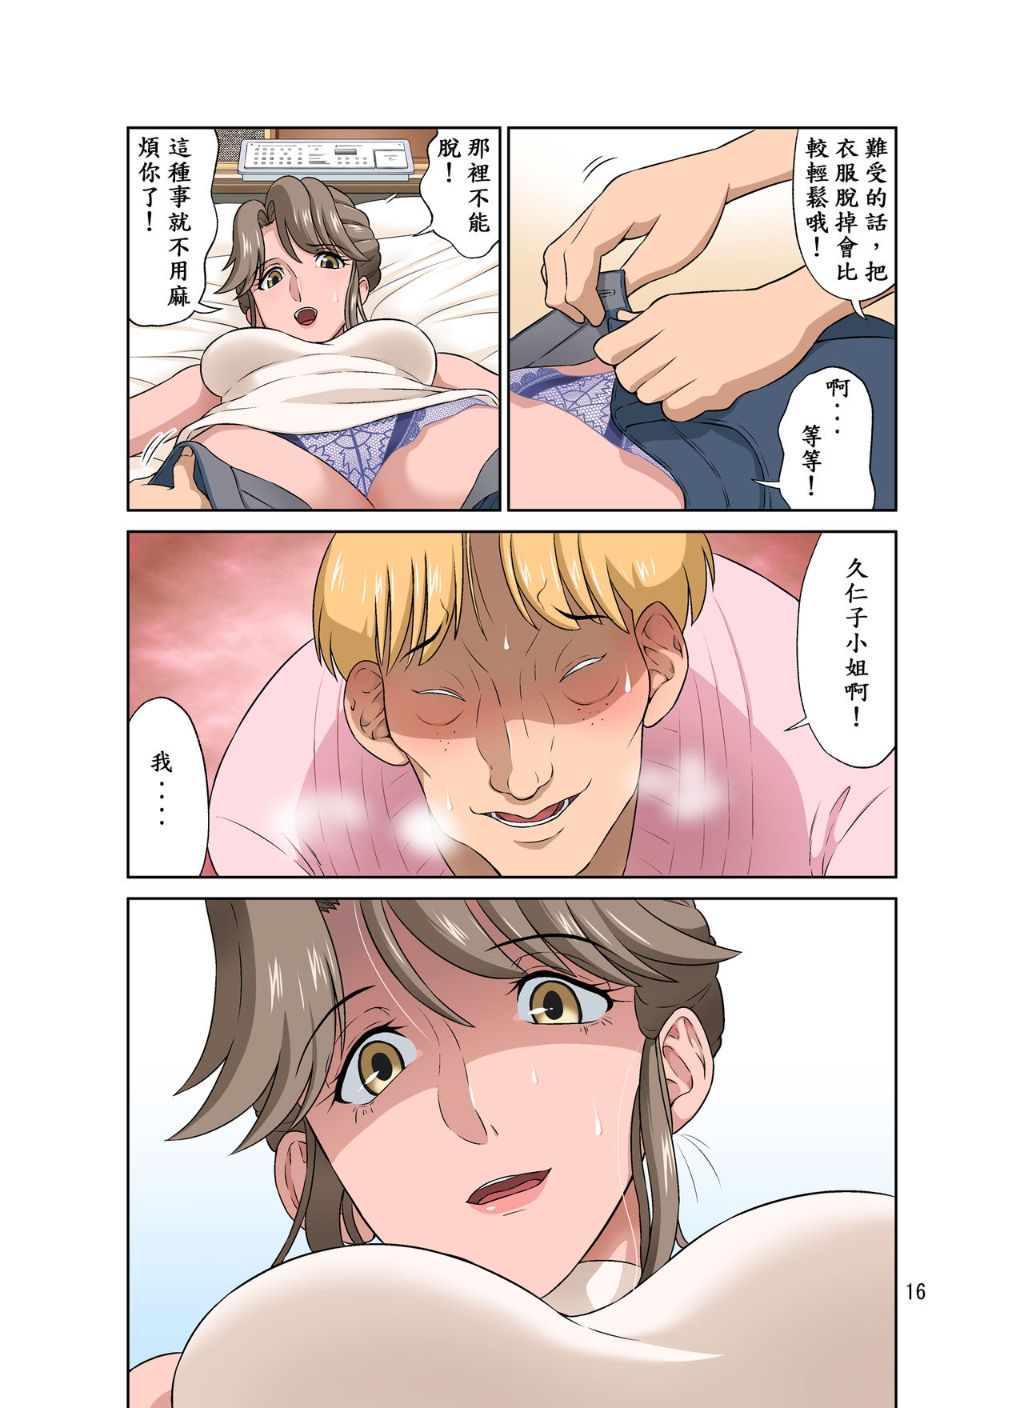 難受的話，把
衣服脫掉會比
較輕鬆哦！
啊···
等等！
那裡不能
脫！
這種事就不用麻
煩你了！
久仁子小姐啊！
我····
16